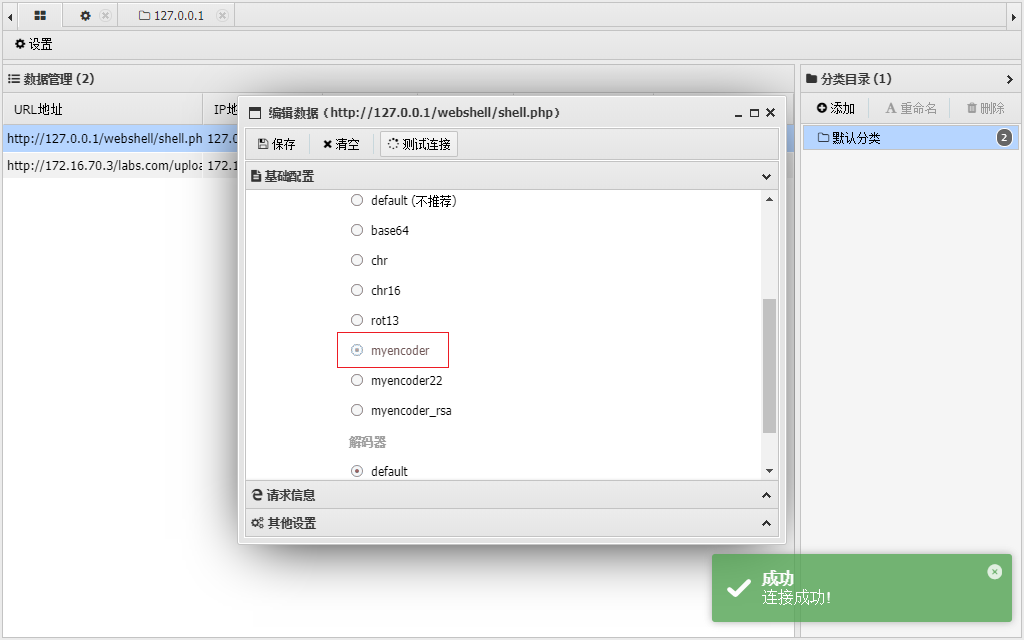 127.0.0.1
设置
数据管理 (2)
URL地址
IP地
http://127.0.0.1/webshell/shell.ph
127.0
http://172.16.70.3/labs.com/uploa
172.1
编辑数据 (http://127.0.0.1/webshell/shell.php)
保存
清空
测试连接
基础配置
default (不推荐)
base64
chr
chr16
rot13
myencoder
myencoder22
myencoder_rsa
解码器
default
请求信息
其他设置
分类目录 (1)
添加
A 重命名
删除
默认分类
2
成功
连接成功!